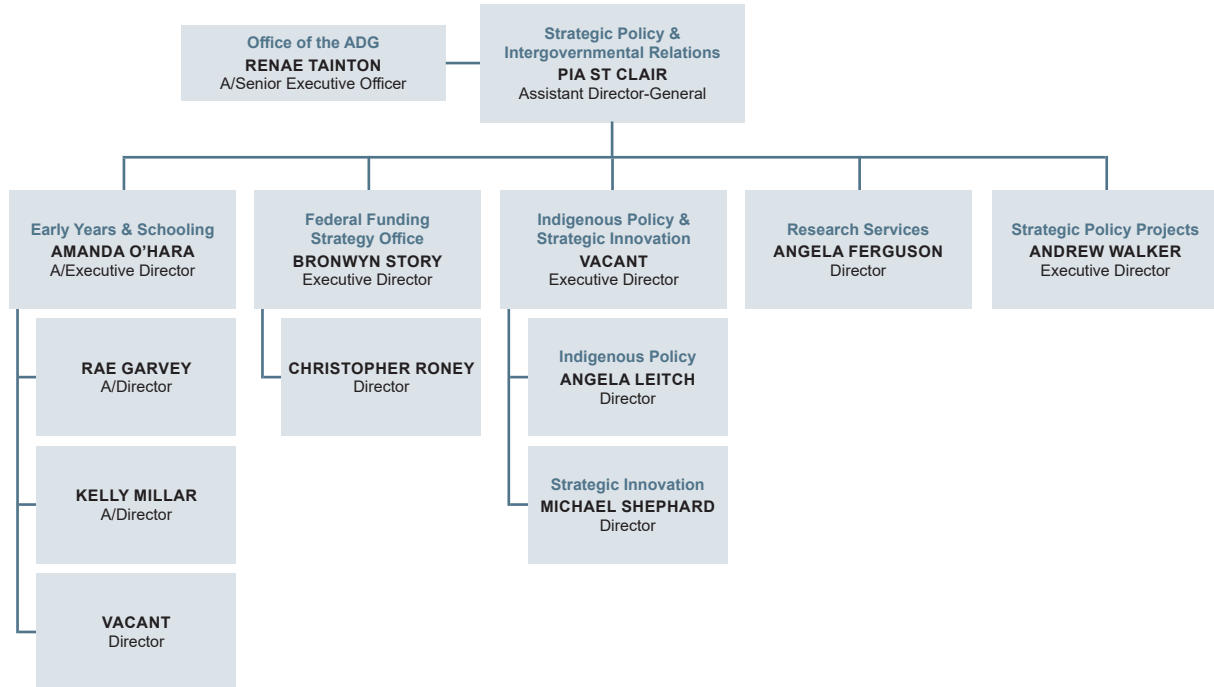 Office of the ADG
RENAE TAINTON
A/Senior Executive Officer
Strategic Policy &
Intergovernmental Relations
PIA ST CLAIR
Assistant Director-General
Early Years & Schooling
AMANDA O’HARA
A/Executive Director
Federal Funding
Strategy Office
BRONWYN STORY
Executive Director
Indigenous Policy &
Strategic Innovation
VACANT
Executive Director
Research Services
ANGELA FERGUSON
Director
Strategic Policy Projects
ANDREW WALKER
Executive Director
RAE GARVEY
A/Director
CHRISTOPHER RONEY
Director
Indigenous Policy
ANGELA LEITCH
Director
KELLY MILLAR
A/Director
Strategic Innovation
MICHAEL SHEPHARD
Director
VACANT
Director